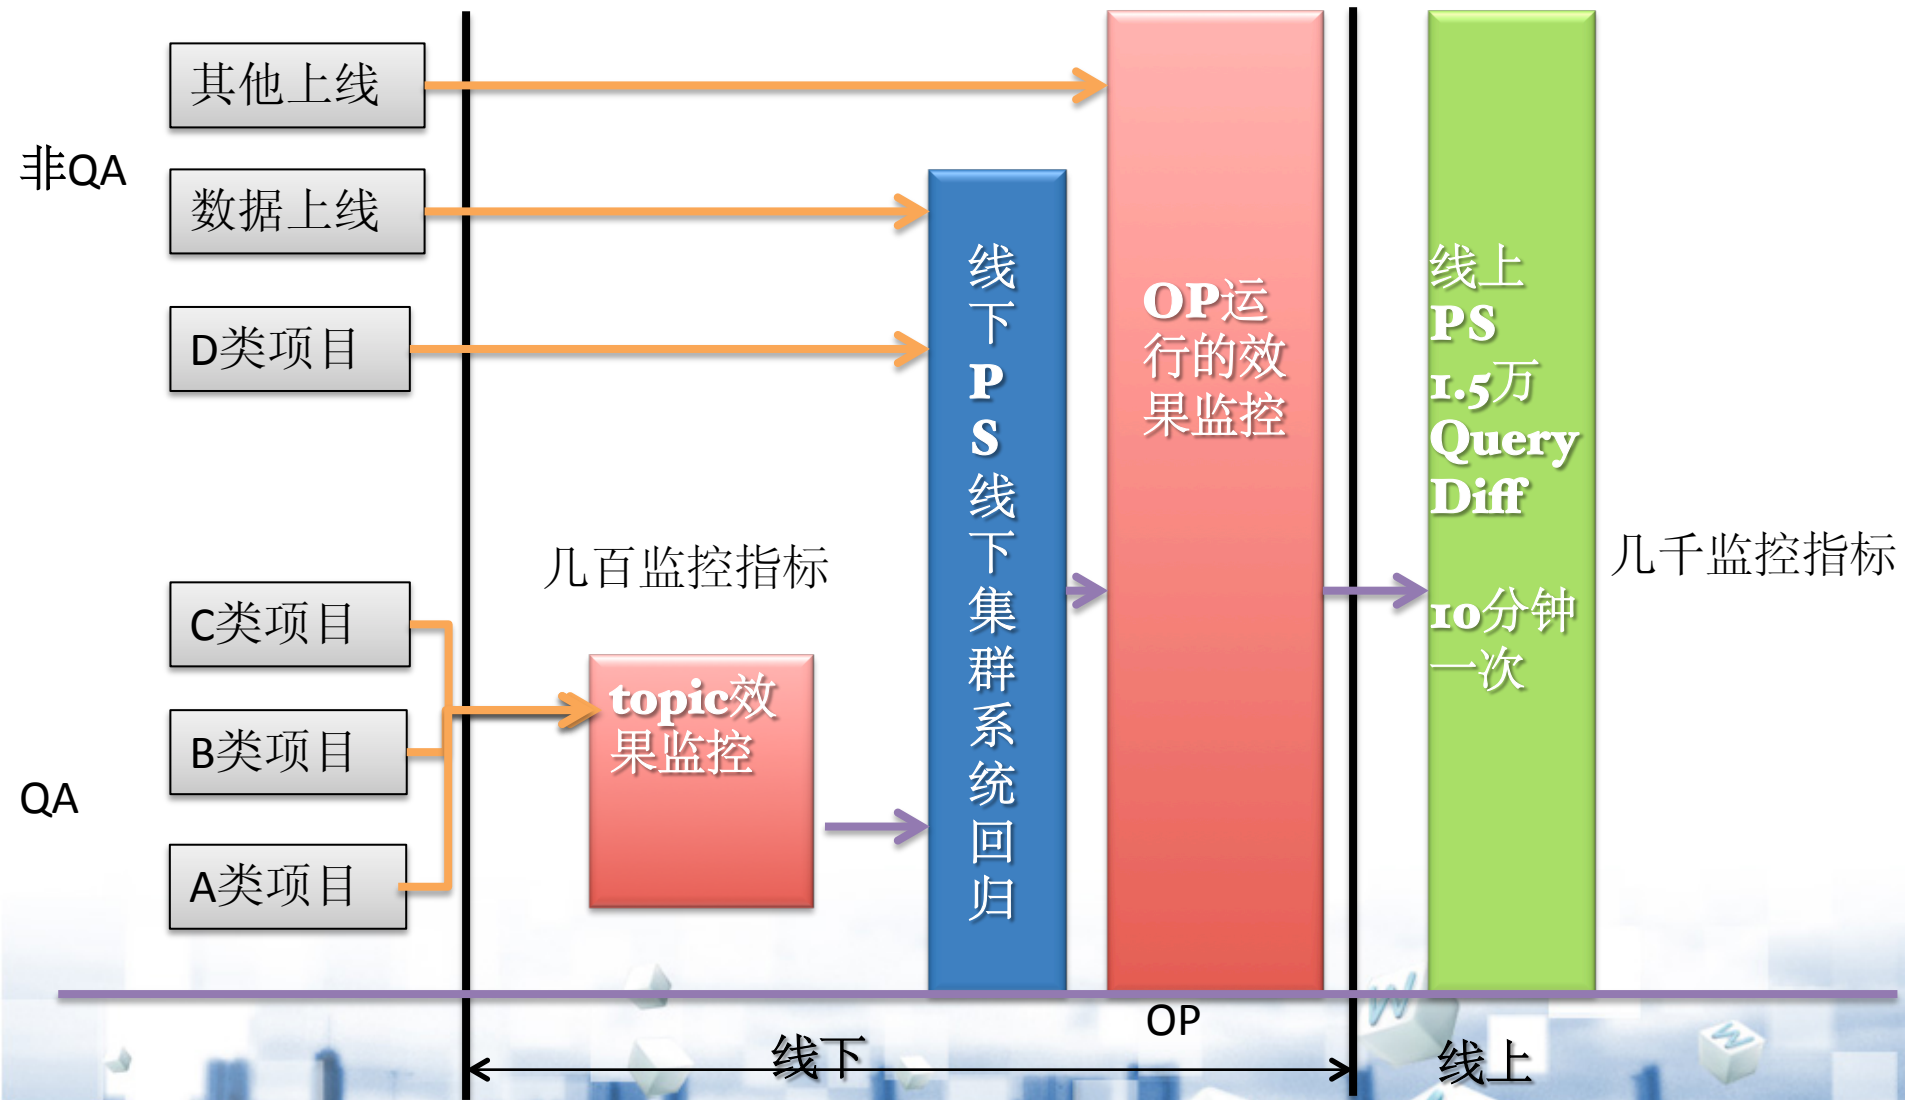 其他上线
非QA
数据上线
D类项目
C类项目
B类项目
QA
A类项目
几百监控指标
topic效
果监控
线
下
P
S
线
下
集
群
系
统
回
归
OP运
行的效
果监控
线上
PS
1.5万
Query
Diff
10分钟
一次
几千监控指标
OP
线下
线上